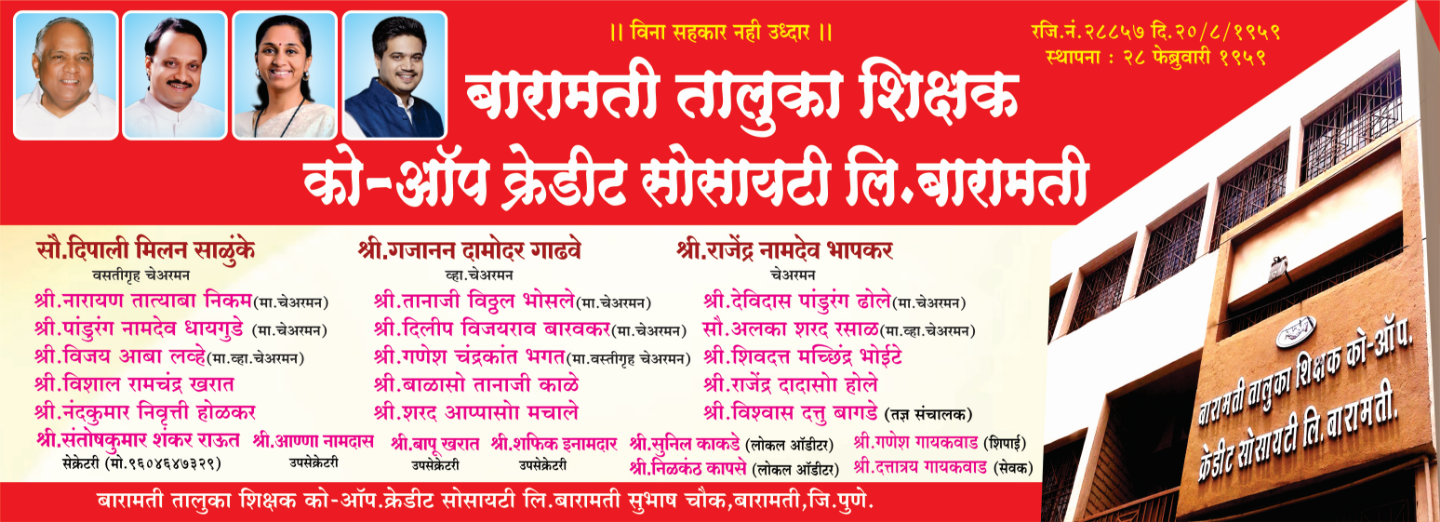 || विना सहकार नही उध्दार ||
रजि.नं.२८८५७ दि.२०/८/१९५९
स्थापना : २८ फेब्रुवारी १९५९
बारामती तालुका शिक्षक
को-ऑप क्रेडीट सोसायटी लि.बारामती
सौ.दिपाली मिलन साळुंके श्री.गजानन दामोदर गाढवे श्री.राजेंद्र नामदेव भापकर
वसतीगृह चेअरमन व्हा.चेअरमन चेअरमन
श्री.नारायण तात्याबा निकम(मा.चेअरमन) श्री.तानाजी विठ्ठल भोसले(मा.चेअरमन) श्री.देविदास पांडुरंग ढोले(मा.चेअरमन)
श्री.पांडुरंग नामदेव धायगुडे (मा.चेअरमन) श्री.दिलीप विजयराव बारवकर(मा.चेअरमन) सौ.अलका शरद रसाळ(मा.व्हा.चेअरमन)
श्री.विजय आबा लव्हे(मा.व्हा.चेअरमन) श्री.गणेश चंद्रकांत भगत(मा.वस्तीगृह चेअरमन) श्री.शिवदत्त मच्छिंद्र भोईटे
श्री.विशाल रामचंद्र खरात श्री.बाळासो तानाजी काळे श्री.राजेंद्र दादासोा होले
श्री.नंदकुमार निवृत्ती होळकर श्री.शरद आप्पासोा मचाले श्री.विश्वास दत्तु बागडे (तज्ञ संचालक)
श्री.संतोषकुमार शंकर राऊत श्री.आण्णा नामदास श्री.बापू खरात श्री.शफिक इनामदार श्री.सुनिल काकडे (लोकल ऑडीटर) श्री.गणेश गायकवाड (शिपाई)
सेक्रेटरी (मो.९६०४६४७३२९) उपसेक्रेटरी उपसेक्रेटरी उपसेक्रेटरी श्री.निळकंठ कापसे (लोकल ऑडीटर) श्री.दत्तात्रय गायकवाड (सेवक)
बारामती तालुका शिक्षक को-ऑप.क्रेडीट सोसायटी लि.बारामती सुभाष चौक,बारामती,जि.पुणे.
बारामती तालुका शिक्षक को-ऑप.
क्रेडीट सोसायटी लि. बारामती.